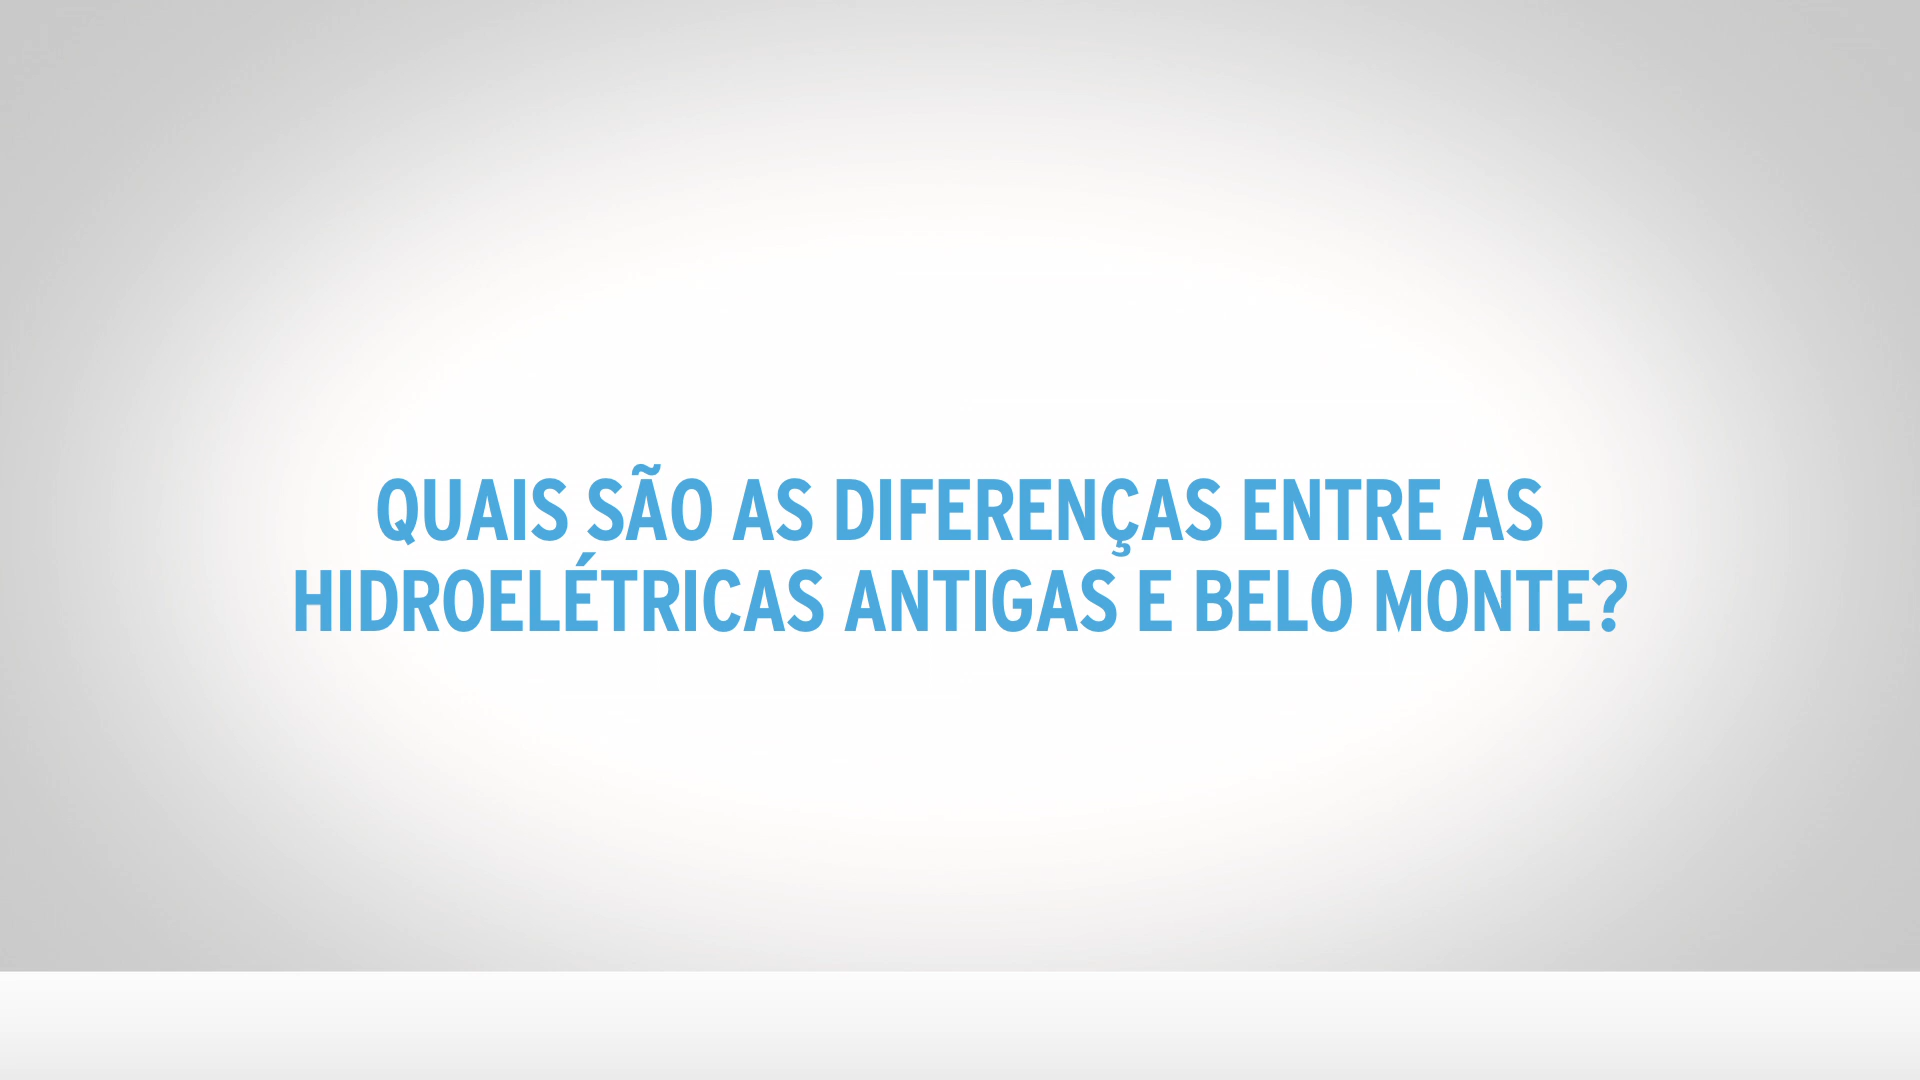 QUAIS SÃO AS DIFERENÇAS ENTRE AS
HIDROELÉTRICAS ANTIGAS E BELO MONTE?